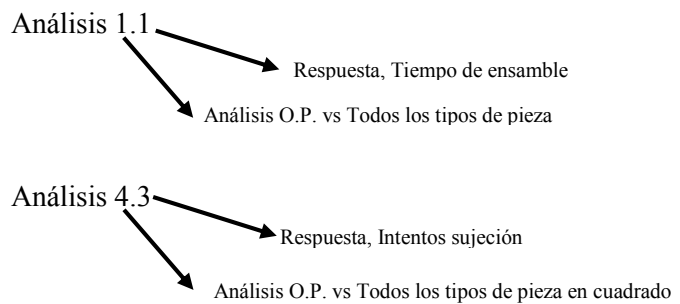 Análisis 1.1
Respuesta, Tiempo de ensamble
Análisis O.P. vs Todos los tipos de pieza
Análisis 4.3
Respuesta, Intentos sujeción
Análisis O.P. vs Todos los tipos de pieza en cuadrado